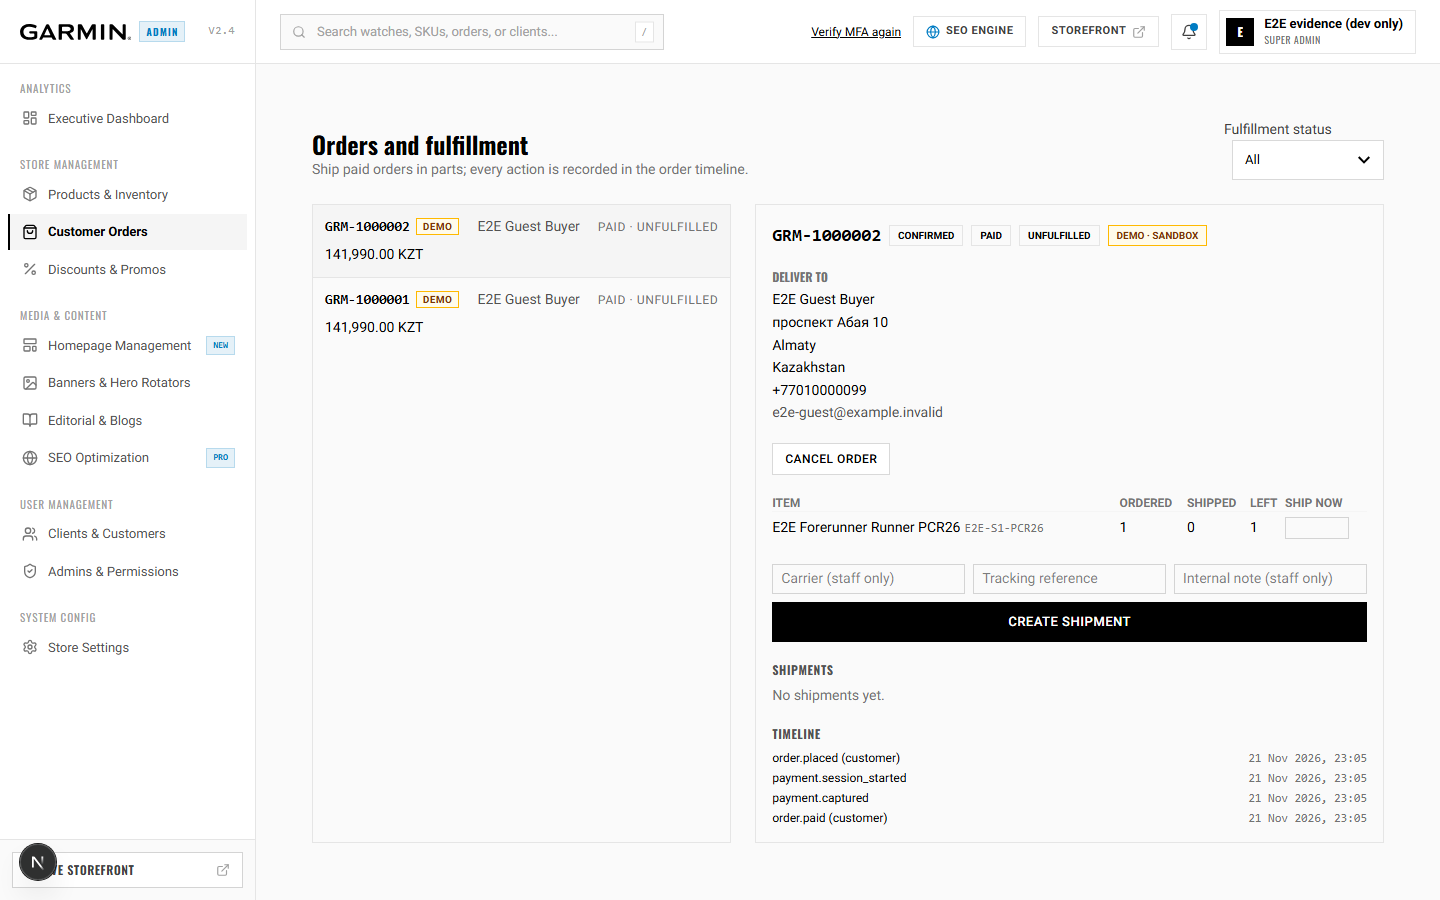 GARMIN. ADMIN V2.4
Search watches, SKUs, orders, or clients... /
Verify MFA again
SEO ENGINE
STOREFRONT
E
E2E evidence (dev only)
SUPER ADMIN
ANALYTICS
Executive Dashboard
STORE MANAGEMENT
Products & Inventory
Customer Orders
Discounts & Promos
MEDIA & CONTENT
Homepage Management NEW
Banners & Hero Rotators
Editorial & Blogs
SEO Optimization PRO
USER MANAGEMENT
Clients & Customers
Admins & Permissions
SYSTEM CONFIG
Store Settings
N
VE STOREFRONT
Orders and fulfillment
Ship paid orders in parts; every action is recorded in the order timeline.
Fulfillment status
All
GRM-1000002 DEMO E2E Guest Buyer PAID · UNFULFILLED
141,990.00 KZT
GRM-1000001 DEMO E2E Guest Buyer PAID · UNFULFILLED
141,990.00 KZT
GRM-1000002 CONFIRMED PAID UNFULFILLED DEMO · SANDBOX
DELIVER TO
E2E Guest Buyer
проспект Абая 10
Almaty
Kazakhstan
+77010000099
e2e-guest@example.invalid
CANCEL ORDER
ITEM ORDERED SHIPPED LEFT SHIP NOW
E2E Forerunner Runner PCR26 E2E-S1-PCR26 1 0 1
Carrier (staff only) Tracking reference Internal note (staff only)
CREATE SHIPMENT
SHIPMENTS
No shipments yet.
TIMELINE
order.placed (customer) 21 Nov 2026, 23:05
payment.session_started 21 Nov 2026, 23:05
payment.captured 21 Nov 2026, 23:05
order.paid (customer) 21 Nov 2026, 23:05